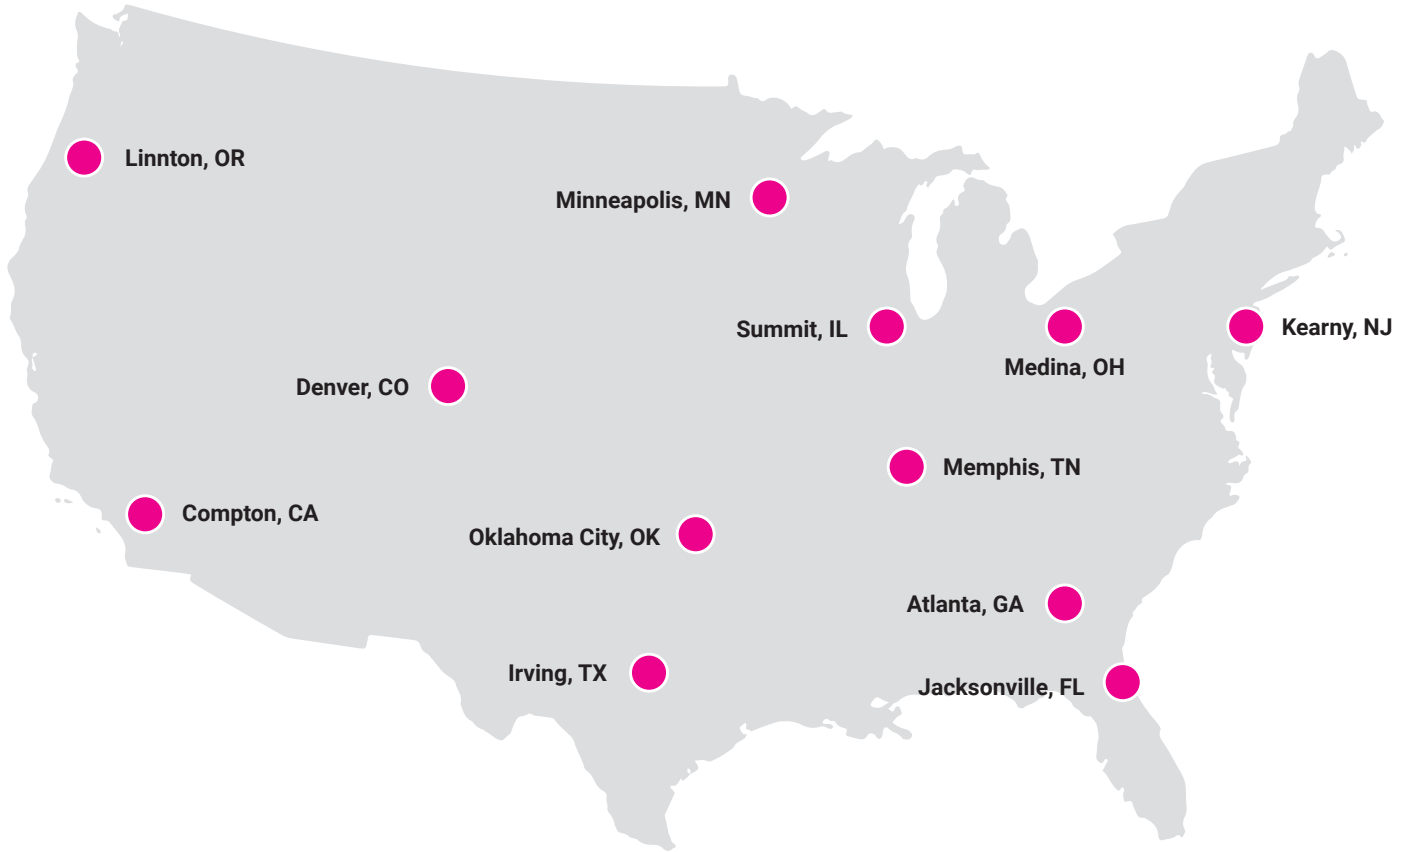 Linnton, OR
Minneapolis, MN
Summit, IL
Kearny, NJ
Medina, OH
Denver, CO
Memphis, TN
Compton, CA
Oklahoma City, OK
Atlanta, GA
Irving, TX
Jacksonville, FL